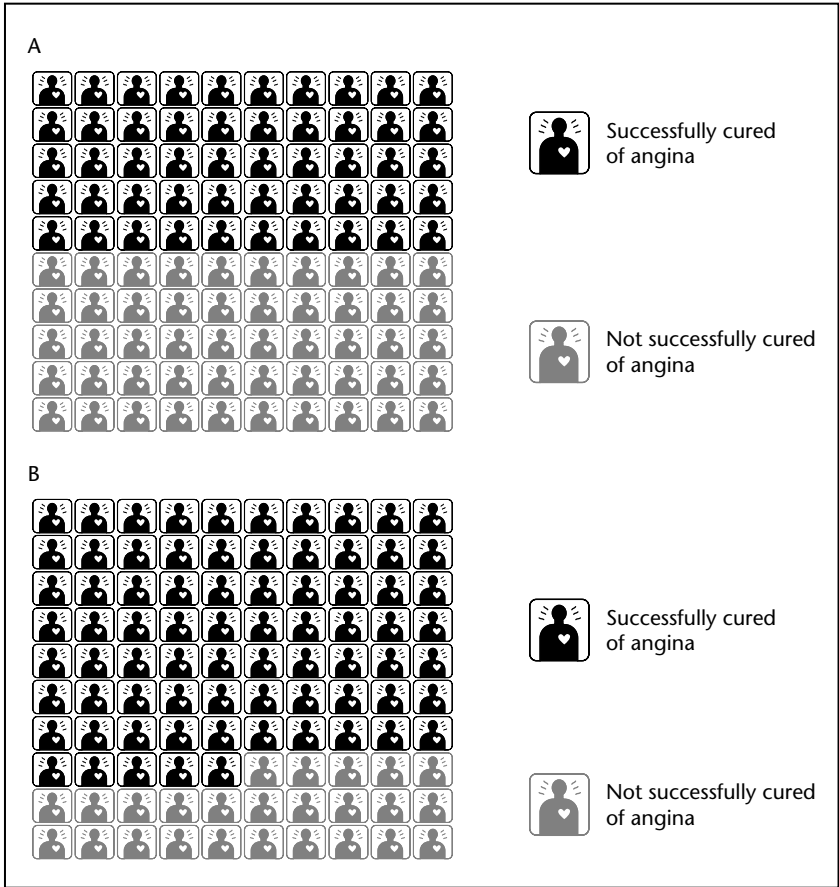 A
Successfully cured
of angina
Not successfully cured
of angina
B
Successfully cured
of angina
Not successfully cured
of angina